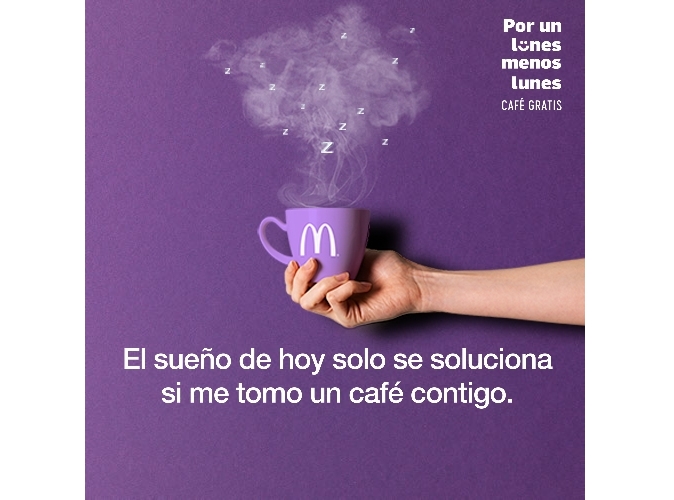 Por un
lunes
menos
lunes
CAFÉ GRATIS
z
z
z
z
z
z
z
z
z
z
z
z
M
El sueño de hoy solo se soluciona
si me tomo un café contigo.